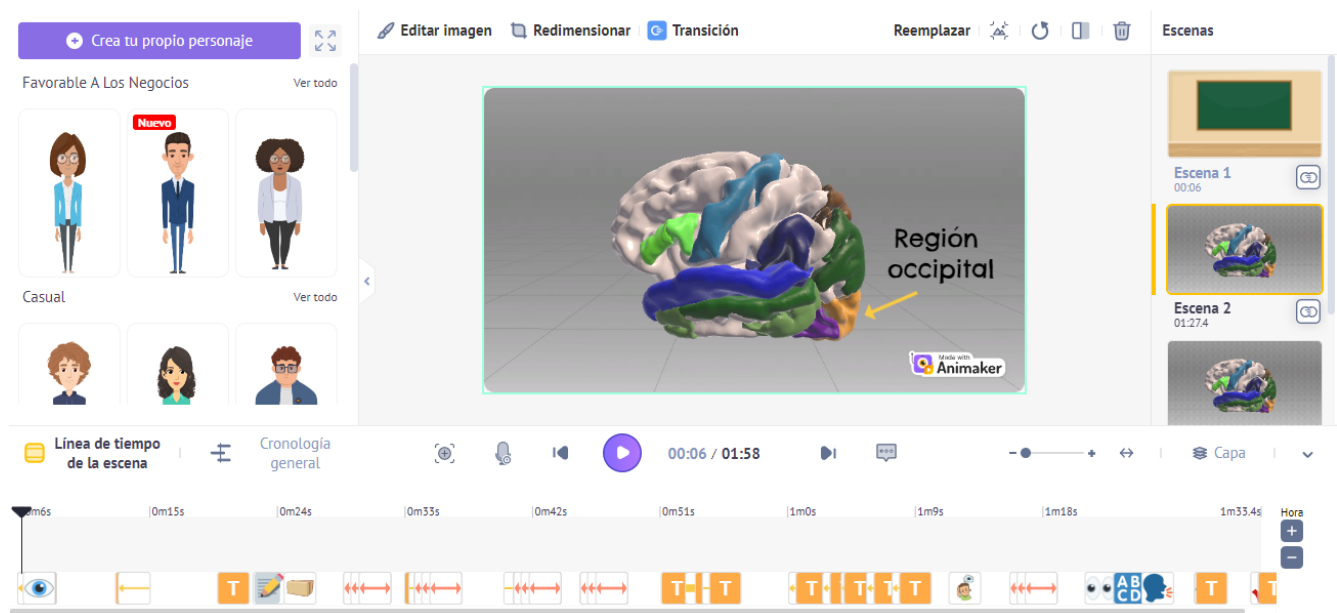 Crea tu propio personaje
Editar imagen
Redimensionar
Transición
Reemplazar
Escenas
Favorable A Los Negocios
Ver todo
Nuevo
Casual
Ver todo
Región
occipital
Made with
Animaker
Escena 1
00:06
Escena 2
01:27.4
Línea de tiempo
de la escena
Cronología
general
00:06 / 01:58
Capa
0m15s
0m24s
0m33s
0m42s
0m51s
1m0s
1m9s
1m18s
1m33.4s
Hora
T
T
T
T
T
T
T
T
AB
CD
T
T